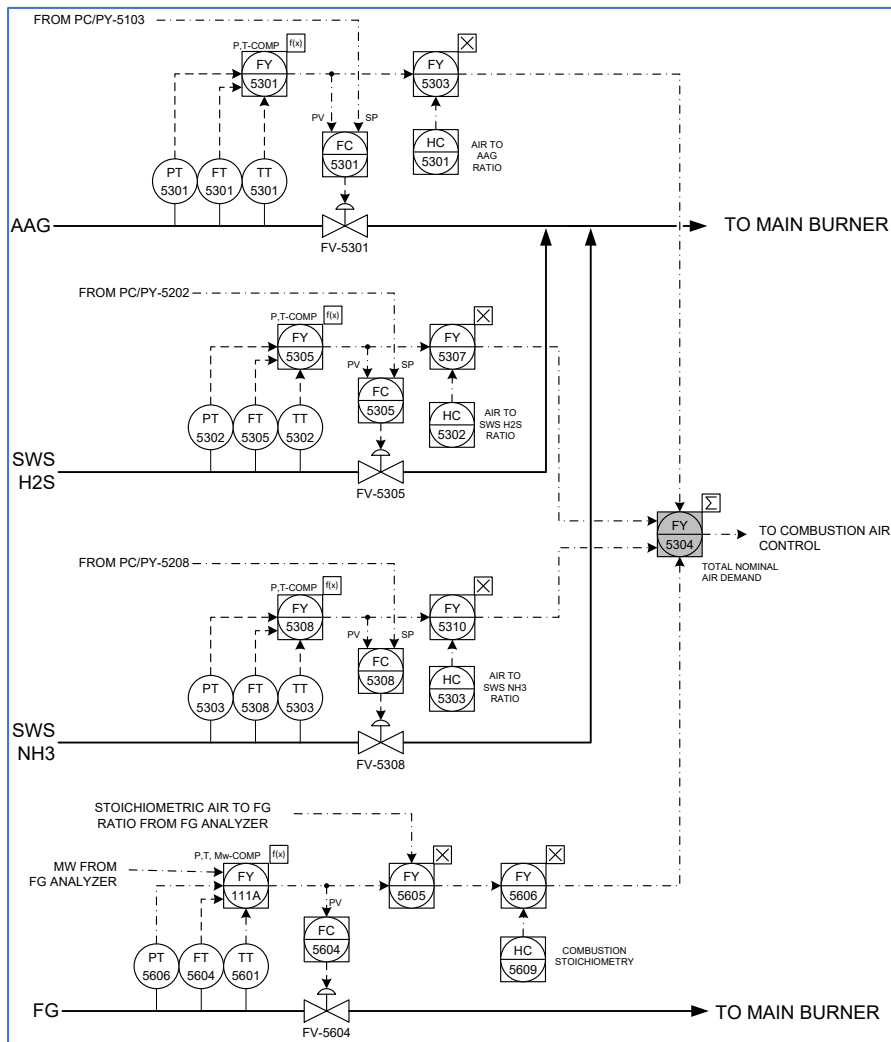 FROM PC/PY-5103
P,T-COMP
f(x)
FY
5301
FY
5303
PV
SP
FC
5301
HC
5301
AIR TO
AAG
RATIO
PT
5301
FT
5301
TT
5301
AAG
FV-5301
TO MAIN BURNER
FROM PC/PY-5202
P,T-COMP
f(x)
FY
5305
FY
5307
PV
SP
FC
5305
HC
5302
AIR TO
SWS H2S
RATIO
PT
5302
FT
5305
TT
5302
SWS
H2S
FV-5305
Σ
FY
5304
TO COMBUSTION AIR
CONTROL
TOTAL NOMINAL
AIR DEMAND
FROM PC/PY-5208
P,T-COMP
f(x)
FY
5308
FY
5310
PV
SP
FC
5308
HC
5303
AIR TO
SWS NH3
RATIO
PT
5303
FT
5308
TT
5303
SWS
NH3
FV-5308
STOICHIOMETRIC AIR TO FG
RATIO FROM FG ANALYZER
P,T, Mw-COMP
f(x)
MW FROM
FG ANALYZER
FY
111A
FY
5605
FY
5606
PV
FC
5604
HC
5609
COMBUSTION
STOICHIOMETRY
PT
5606
FT
5604
TT
5601
FG
FV-5604
TO MAIN BURNER